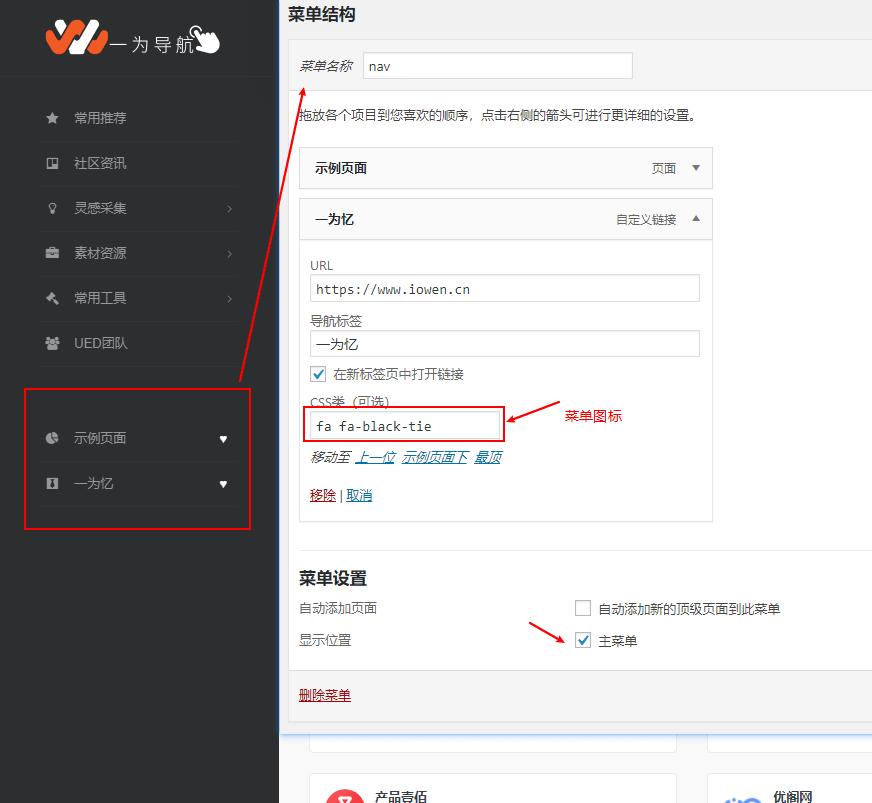 一为导航
常用推荐
社区资讯
灵感采集
素材资源
常用工具
UED团队
示例页面
一为忆
菜单结构
菜单名称 nav
拖放各个项目到您喜欢的顺序，点击右侧的箭头可进行更详细的设置。
示例页面 页面
一为忆 自定义链接
URL
https://www.iowen.cn
导航标签
一为忆
在新标签页中打开链接
CSS类（可选）
fa fa-black-tie
菜单图标
移动至 上一位 示例页面下 最顶
移除 | 取消
菜单设置
自动添加页面 自动添加新的顶级页面到此菜单
显示位置 主菜单
删除菜单
产品壹佰 优阁网